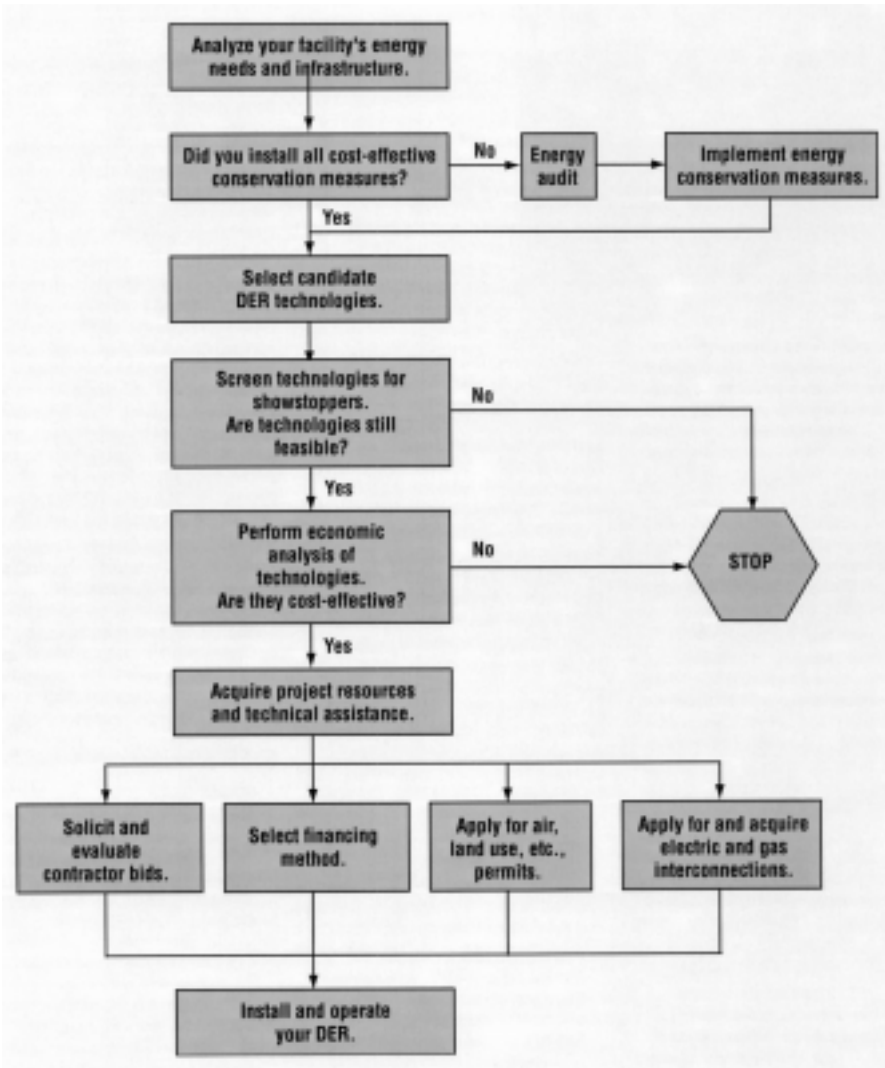 Analyze your facility's energy
needs and infrastructure.
Did you install all cost-effective
conservation measures?
No
Energy
audit
Implement energy
conservation measures.
Yes
Select candidate
DER technologies.
Screen technologies for
showstoppers.
Are technologies still
feasible?
No
Yes
Perform economic
analysis of
technologies.
Are they cost-effective?
No
STOP
Yes
Acquire project resources
and technical assistance.
Solicit and
evaluate
contractor bids.
Select financing
method.
Apply for air,
land use, etc.,
permits.
Apply for and acquire
electric and gas
interconnections.
Install and operate
your DER.